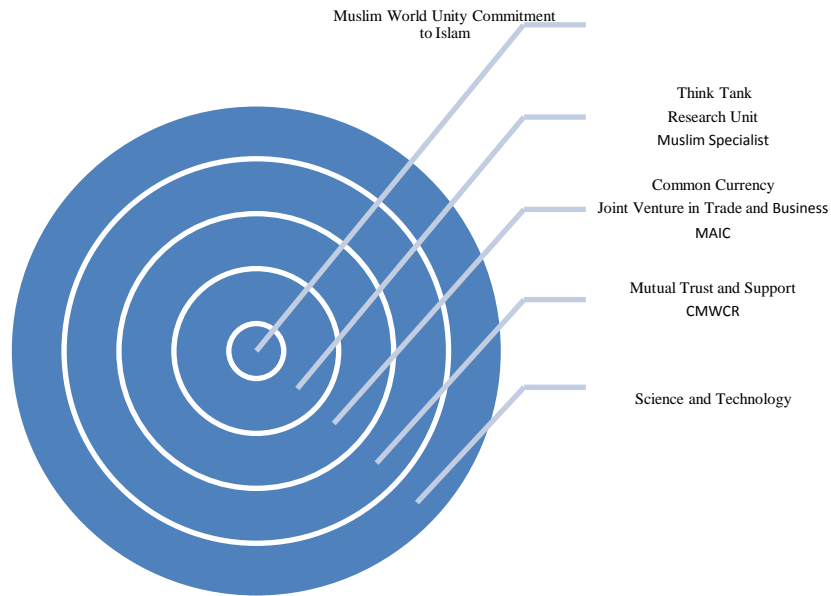 Muslim World Unity Commitment
to Islam
Think Tank
Research Unit
Muslim Specialist
Common Currency
Joint Venture in Trade and Business
MAIC
Mutual Trust and Support
CMWCR
Science and Technology